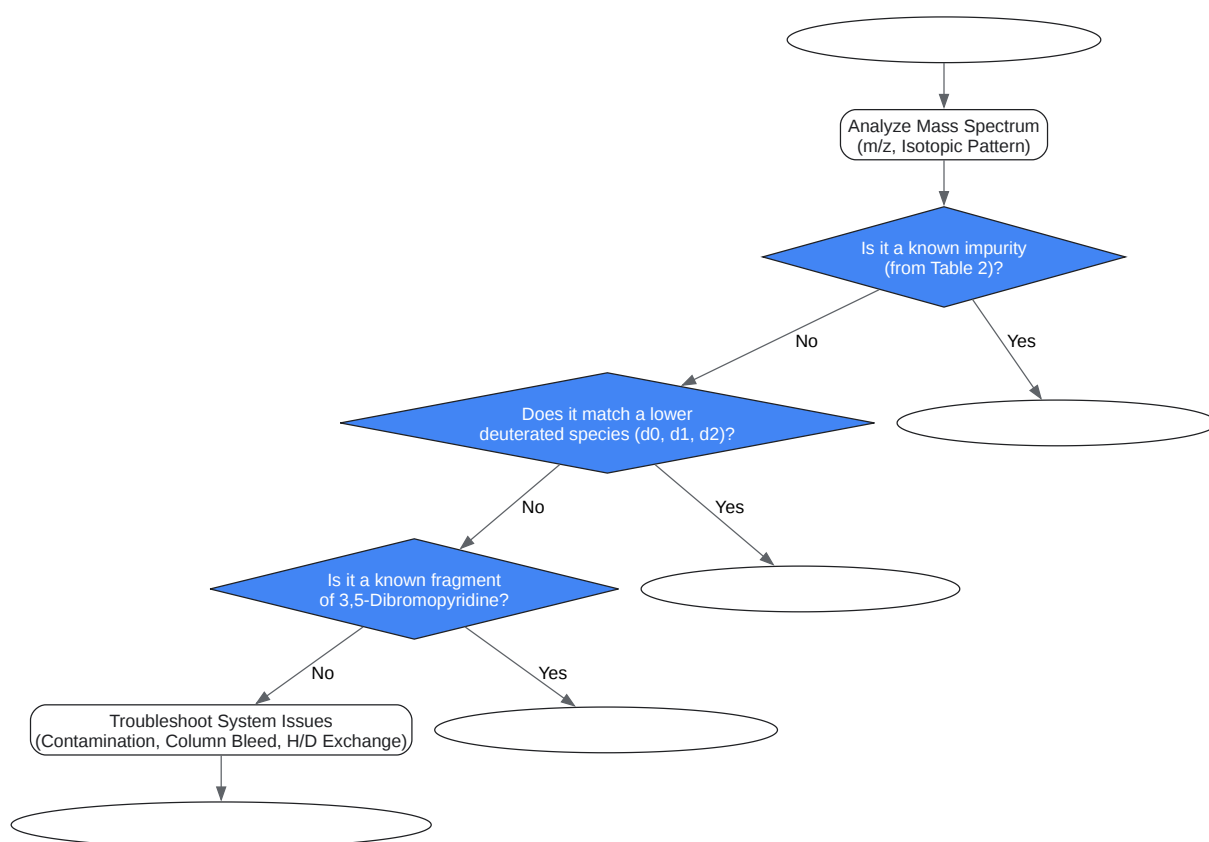 Analyze Mass Spectrum
(m/z, Isotopic Pattern)
Is it a known impurity
(from Table 2)?
No
Yes
Does it match a lower
deuterated species (d0, d1, d2)?
No
Yes
Is it a known fragment
of 3,5-Dibromopyridine?
No
Yes
Troubleshoot System Issues
(Contamination, Column Bleed, H/D Exchange)